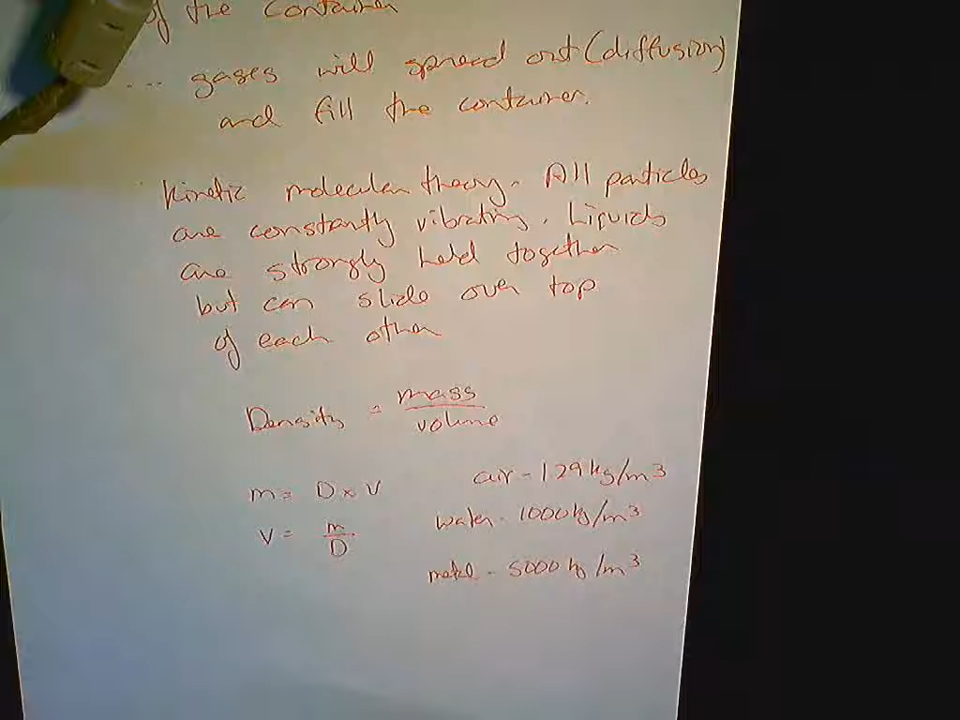 of the container
... gases will spread out (diffusion)
and fill the container.
Kinetic molecular theory. All particles
are constantly vibrating. Liquids
are strongly held together
but can slide over top
of each other
Density = mass/volume
m = D x V
V = m/D
air - 129 kg/m3
water - 1000 kg/m3
metal - 5000 kg/m3